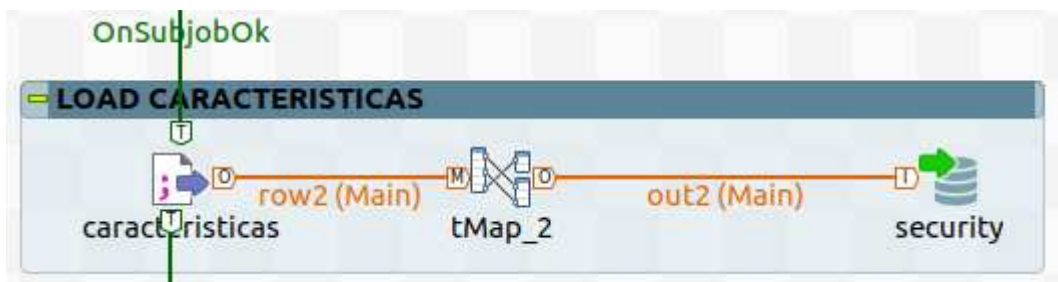 OnSubjobOk
LOAD CARACTERISTICAS
T
O row2 (Main) M O out2 (Main) I
caracteristicas tMap_2 security
T